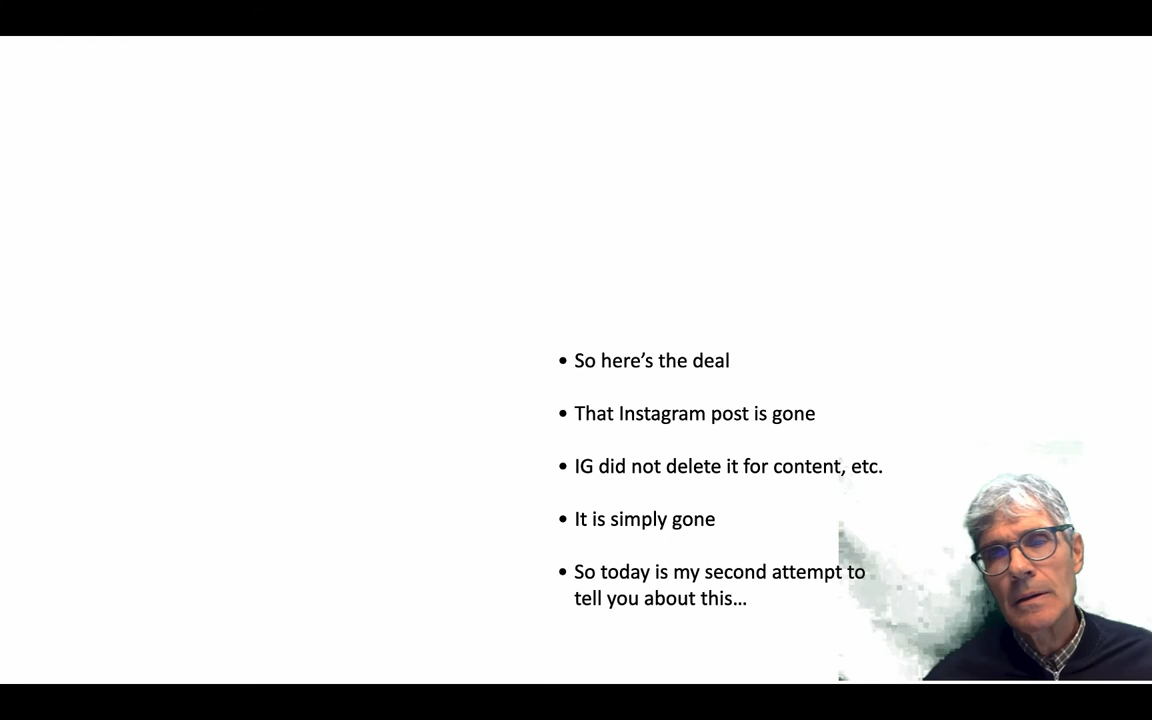 • So here’s the deal
• That Instagram post is gone
• IG did not delete it for content, etc.
• It is simply gone
• So today is my second attempt to
tell you about this…